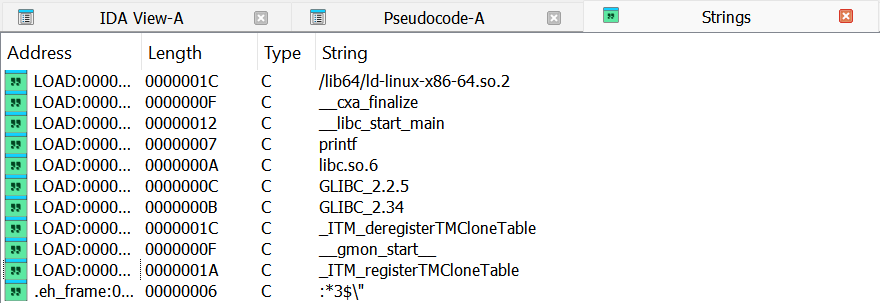 IDA View-A Pseudocode-A Strings
Address Length Type String
LOAD:0000... 0000001C C /lib64/ld-linux-x86-64.so.2
LOAD:0000... 0000000F C __cxa_finalize
LOAD:0000... 00000012 C __libc_start_main
LOAD:0000... 00000007 C printf
LOAD:0000... 0000000A C libc.so.6
LOAD:0000... 0000000C C GLIBC_2.2.5
LOAD:0000... 0000000B C GLIBC_2.34
LOAD:0000... 0000001C C _ITM_deregisterTMCloneTable
LOAD:0000... 0000000F C __gmon_start__
LOAD:0000... 0000001A C _ITM_registerTMCloneTable
.eh_frame:0... 00000006 C :*3$\"